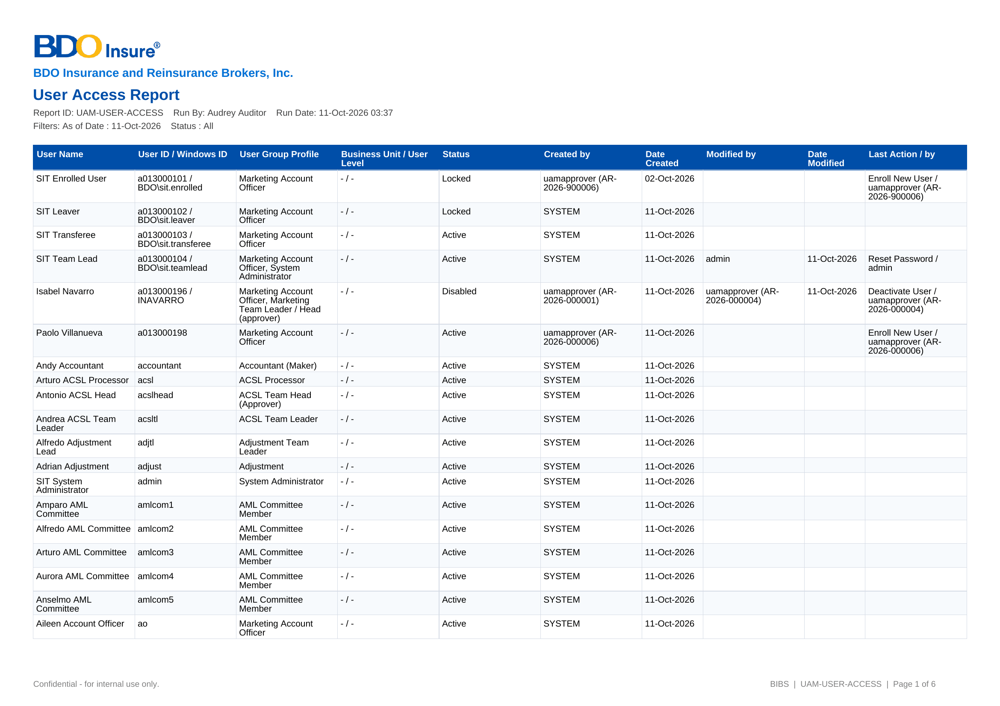 BDO Insure®
BDO Insurance and Reinsurance Brokers, Inc.
User Access Report
Report ID: UAM-USER-ACCESS Run By: Audrey Auditor Run Date: 11-Oct-2026 03:37
Filters: As of Date : 11-Oct-2026 Status : All
User Name User ID / Windows ID User Group Profile Business Unit / User Status Created by Date Modified by Date Last Action / by
Level Created Modified
SIT Enrolled User a013000101 / Marketing Account - / - Locked uamapprover (AR- 02-Oct-2026 Enroll New User /
BDO\sit.enrolled Officer 2026-900006) uamapprover (AR-
2026-900006)
SIT Leaver a013000102 / Marketing Account - / - Locked SYSTEM 11-Oct-2026
BDO\sit.leaver Officer
SIT Transferee a013000103 / Marketing Account - / - Active SYSTEM 11-Oct-2026
BDO\sit.transferee Officer
SIT Team Lead a013000104 / Marketing Account - / - Active SYSTEM 11-Oct-2026 admin 11-Oct-2026 Reset Password /
BDO\sit.teamlead Officer, System admin
Administrator
Isabel Navarro a013000196 / Marketing Account - / - Disabled uamapprover (AR- 11-Oct-2026 uamapprover (AR- 11-Oct-2026 Deactivate User /
INAVARRO Officer, Marketing 2026-000001) 2026-000004) uamapprover (AR-
Team Leader / Head 2026-000004)
(approver)
Paolo Villanueva a013000198 Marketing Account - / - Active uamapprover (AR- 11-Oct-2026 Enroll New User /
Officer 2026-000006) uamapprover (AR-
2026-000006)
Andy Accountant accountant Accountant (Maker) - / - Active SYSTEM 11-Oct-2026
Arturo ACSL Processor acsl ACSL Processor - / - Active SYSTEM 11-Oct-2026
Antonio ACSL Head acslhead ACSL Team Head - / - Active SYSTEM 11-Oct-2026
(Approver)
Andrea ACSL Team acsltl ACSL Team Leader - / - Active SYSTEM 11-Oct-2026
Leader
Alfredo Adjustment adjtl Adjustment Team - / - Active SYSTEM 11-Oct-2026
Lead Leader
Adrian Adjustment adjust Adjustment - / - Active SYSTEM 11-Oct-2026
SIT System admin System Administrator - / - Active SYSTEM 11-Oct-2026
Administrator
Amparo AML amlcom1 AML Committee - / - Active SYSTEM 11-Oct-2026
Committee Member
Alfredo AML Committee amlcom2 AML Committee - / - Active SYSTEM 11-Oct-2026
Member
Arturo AML Committee amlcom3 AML Committee - / - Active SYSTEM 11-Oct-2026
Member
Aurora AML Committee amlcom4 AML Committee - / - Active SYSTEM 11-Oct-2026
Member
Anselmo AML amlcom5 AML Committee - / - Active SYSTEM 11-Oct-2026
Committee Member
Aileen Account Officer ao Marketing Account - / - Active SYSTEM 11-Oct-2026
Officer
Confidential - for internal use only. BIBS | UAM-USER-ACCESS | Page 1 of 6